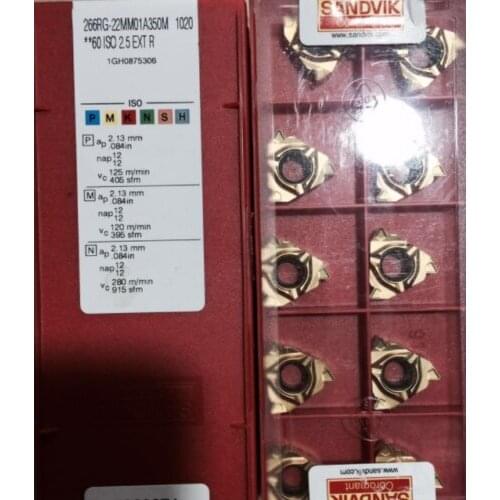 266RG-22MM01A350M 1020
**60 ISO 2.5 EXT R
1GH0875306
ISO
P M K N S H
P ap 2.13 mm
.084in
nap 12
12
vc 125 m/min
405 sfm
M ap 2.13 mm
.084in
nap 12
12
vc 120 m/min
395 sfm
N ap 2.13 mm
.084in
nap 12
12
vc 280 m/min
915 sfm
SANDVIK
www.sandvik.com
www.sandvik.com
Coromant
SANDVIK